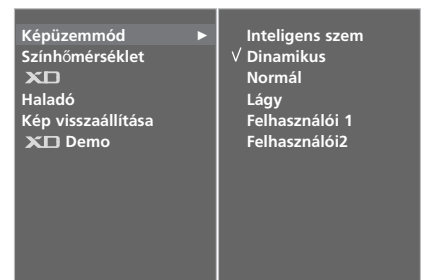 Képüzemmód
Színhőmérséklet
XD
Haladó
Kép visszaállítása
XD Demo
Inteligens szem
Dinamikus
Normál
Lágy
Felhasználói 1
Felhasználói2